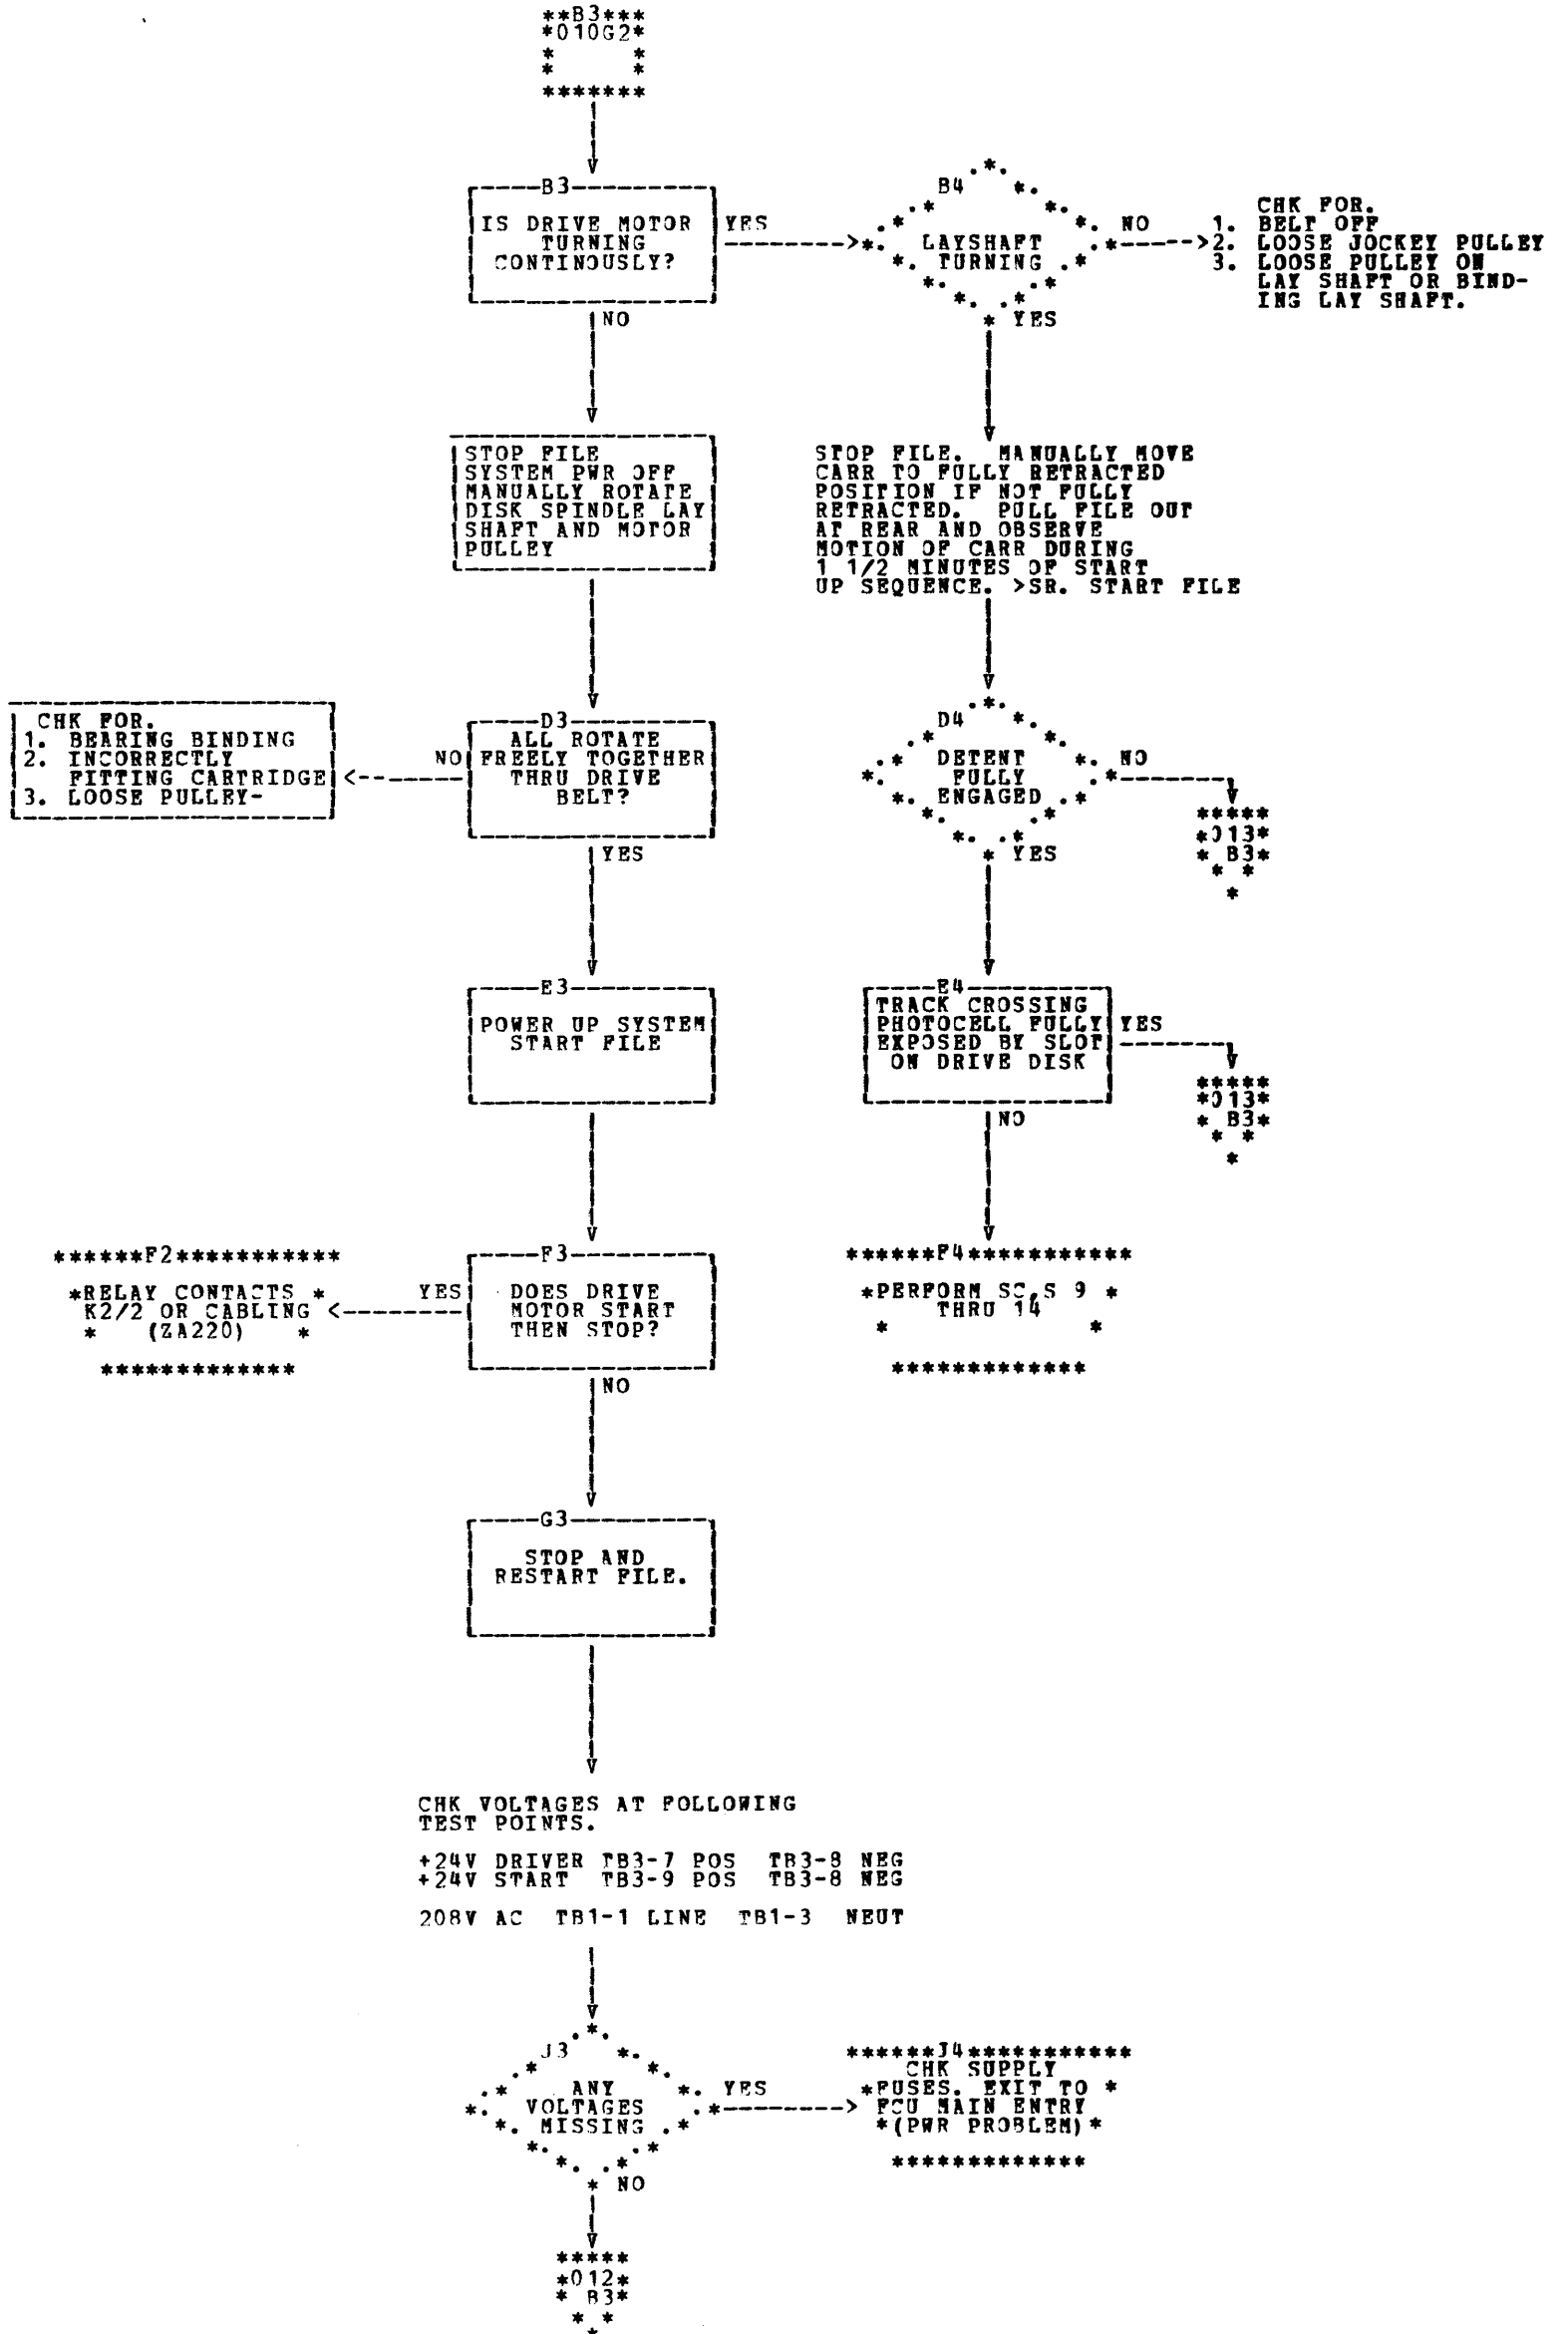 **B3***
*010G2*
*     *
*     *
*******
B3
IS DRIVE MOTOR
TURNING
CONTINOUSLY?
YES
NO
B4
LAYSHAFT
TURNING
NO
YES
CHK FOR.
1. BELT OFF
2. LOOSE JOCKEY PULLEY
3. LOOSE PULLEY ON
LAY SHAFT OR BIND-
ING LAY SHAFT.
STOP FILE
SYSTEM PWR OFF
MANUALLY ROTATE
DISK SPINDLE LAY
SHAFT AND MOTOR
PULLEY
STOP FILE. MANUALLY MOVE
CARR TO FULLY RETRACTED
POSITION IF NOT FULLY
RETRACTED. PULL FILE OUT
AT REAR AND OBSERVE
MOTION OF CARR DURING
1 1/2 MINUTES OF START
UP SEQUENCE. >SR. START FILE
CHK FOR.
1. BEARING BINDING
2. INCORRECTLY
FITTING CARTRIDGE
3. LOOSE PULLEY-
NO
D3
ALL ROTATE
FREELY TOGETHER
THRU DRIVE
BELT?
YES
D4
DETENT
FULLY
ENGAGED
NO
YES
*****
*013*
* B3*
* *
*
E3
POWER UP SYSTEM
START FILE
E4
TRACK CROSSING
PHOTOCELL FULLY
EXPOSED BY SLOT
ON DRIVE DISK
YES
NO
*****
*013*
* B3*
* *
*
******F2***********
*RELAY CONTACTS *
K2/2 OR CABLING
* (ZA220) *
*************
YES
F3
DOES DRIVE
MOTOR START
THEN STOP?
NO
******F4***********
*PERFORM SC,S 9 *
THRU 14
* *
*************
G3
STOP AND
RESTART FILE.
CHK VOLTAGES AT FOLLOWING
TEST POINTS.
+24V DRIVER TB3-7 POS TB3-8 NEG
+24V START TB3-9 POS TB3-8 NEG
208V AC TB1-1 LINE TB1-3 NEUT
J3
ANY
VOLTAGES
MISSING
YES
NO
******J4***********
CHK SUPPLY
*FUSES. EXIT TO *
FCU MAIN ENTRY
*(PWR PROBLEM)*
*************
*****
*012*
* B3*
* *
*